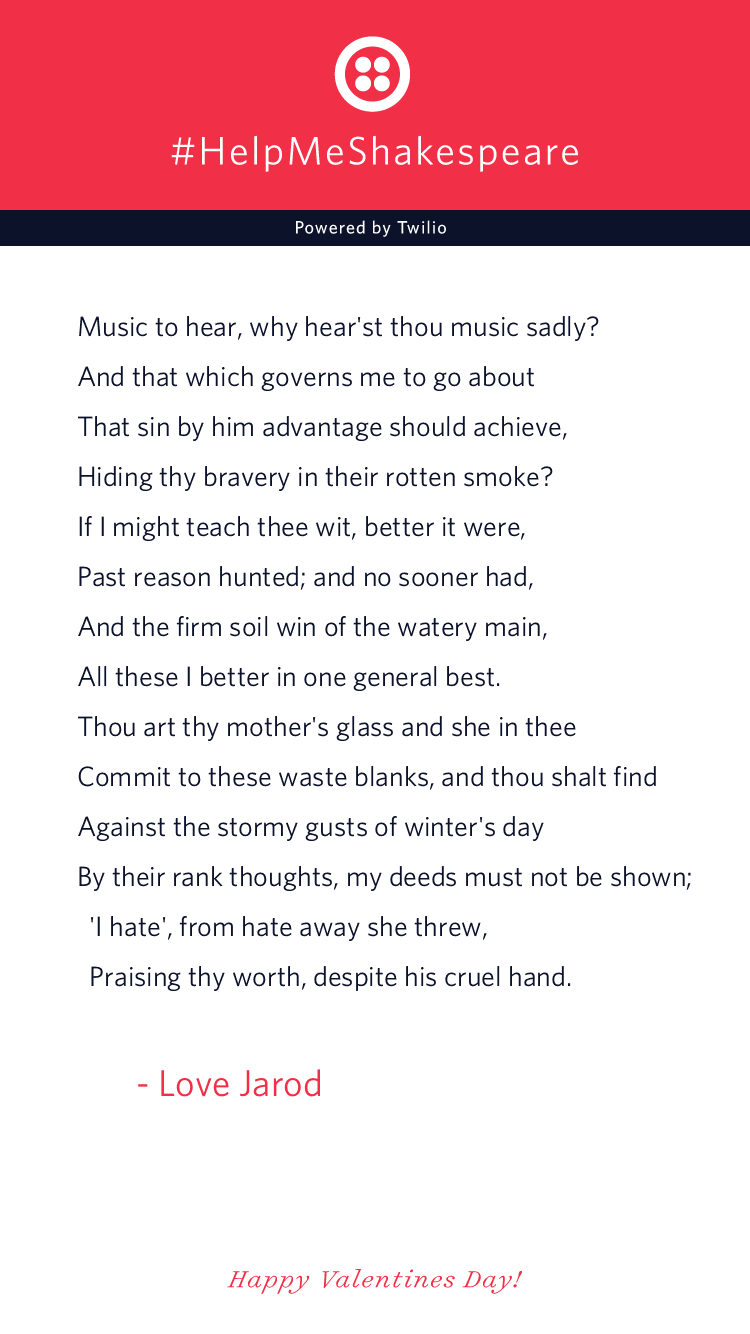 #HelpMeShakespeare
Powered by Twilio
Music to hear, why hear'st thou music sadly?
And that which governs me to go about
That sin by him advantage should achieve,
Hiding thy bravery in their rotten smoke?
If I might teach thee wit, better it were,
Past reason hunted; and no sooner had,
And the firm soil win of the watery main,
All these I better in one general best.
Thou art thy mother's glass and she in thee
Commit to these waste blanks, and thou shalt find
Against the stormy gusts of winter's day
By their rank thoughts, my deeds must not be shown;
'I hate', from hate away she threw,
Praising thy worth, despite his cruel hand.
- Love Jarod
Happy Valentines Day!